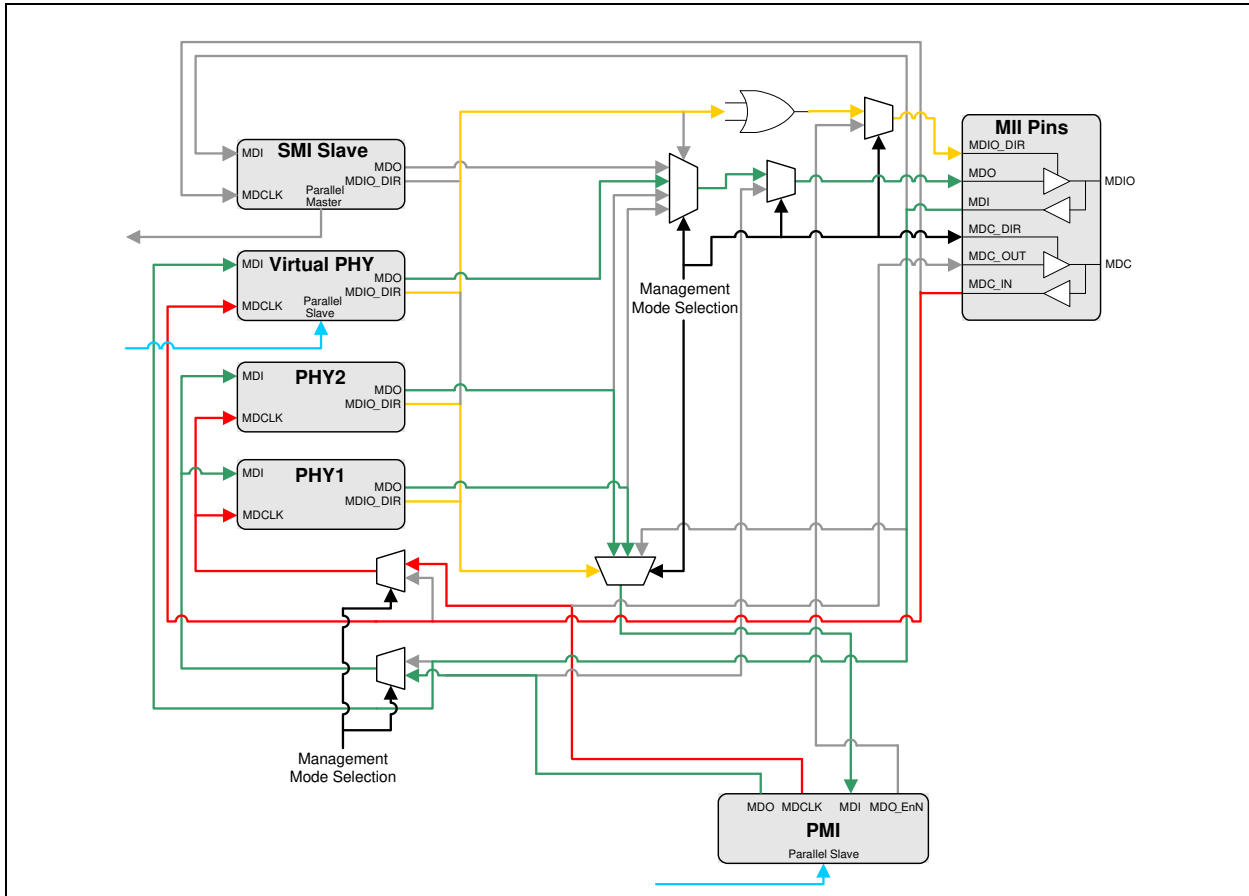 SMI Slave
MDI
MDO
MDIO_DIR
MDCLK
Parallel
Master
MII Pins
MDIO_DIR
MDO
MDIO
MDI
MDC_DIR
MDC_OUT
MDC
MDC_IN
Virtual PHY
MDI
MDO
MDIO_DIR
MDCLK
Parallel
Slave
Management
Mode Selection
PHY2
MDI
MDO
MDIO_DIR
MDCLK
PHY1
MDI
MDO
MDIO_DIR
MDCLK
Management
Mode Selection
MDO
MDCLK
MDI
MDO_EnN
PMI
Parallel Slave